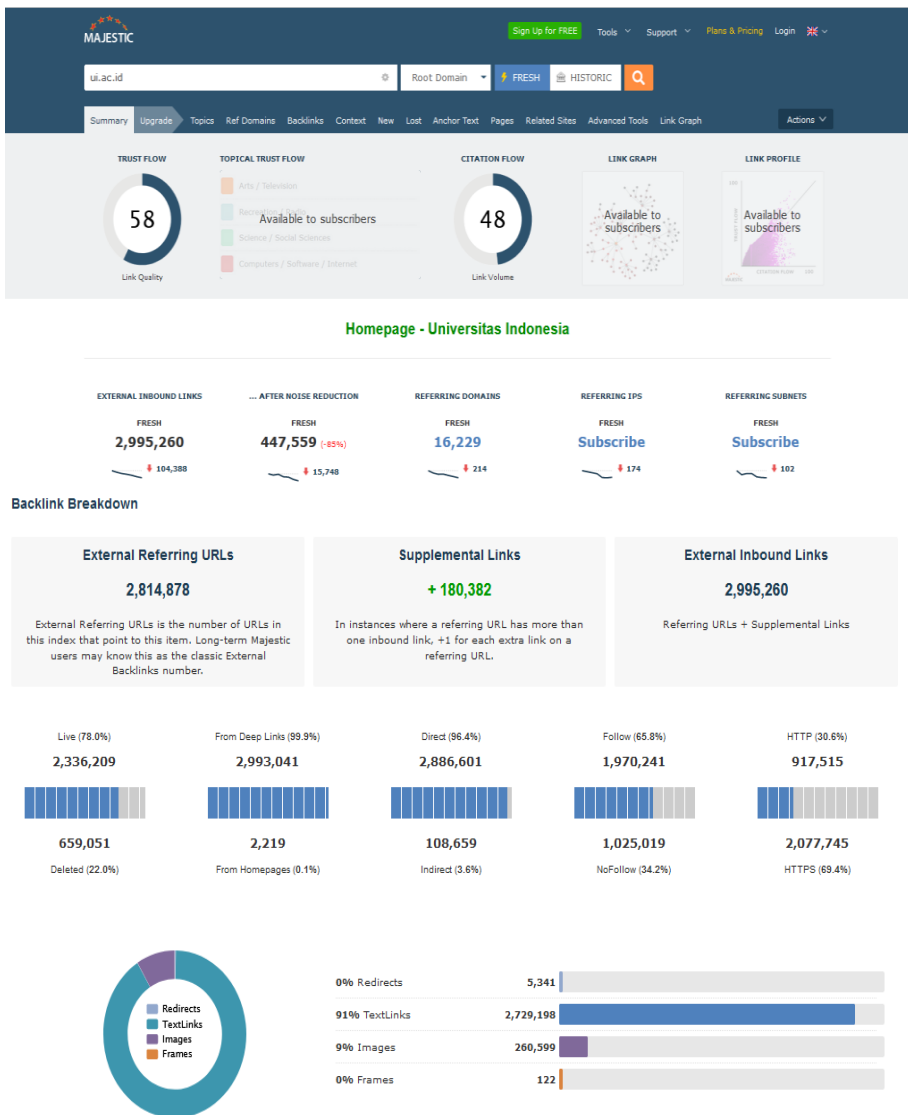 MAJESTIC
Sign Up for FREE Tools Support Plans & Pricing Login
ui.ac.id Root Domain FRESH HISTORIC
Summary Upgrade Topics Ref Domains Backlinks Context New Lost Anchor Text Pages Related Sites Advanced Tools Link Graph Actions
TRUST FLOW TOPICAL TRUST FLOW CITATION FLOW LINK GRAPH LINK PROFILE
Arts / Television
58 Available to subscribers 48 Available to subscribers Available to subscribers
Science / Social Sciences
Computers / Software / Internet
Link Quality Link Volume
CITATION FLOW
MAJESTIC
Homepage - Universitas Indonesia
EXTERNAL INBOUND LINKS ... AFTER NOISE REDUCTION REFERRING DOMAINS REFERRING IPS REFERRING SUBNETS
FRESH FRESH FRESH FRESH FRESH
2,995,260 447,559 (-85%) 16,229 Subscribe Subscribe
104,388 15,748 214 174 102
Backlink Breakdown
External Referring URLs
2,814,878
External Referring URLs is the number of URLs in
this index that point to this item. Long-term Majestic
users may know this as the classic External
Backlinks number.
Supplemental Links
+ 180,382
In instances where a referring URL has more than
one inbound link, +1 for each extra link on a
referring URL.
External Inbound Links
2,995,260
Referring URLs + Supplemental Links
Live (78.0%) From Deep Links (99.9%) Direct (96.4%) Follow (65.8%) HTTP (30.6%)
2,336,209 2,993,041 2,886,601 1,970,241 917,515
659,051 2,219 108,659 1,025,019 2,077,745
Deleted (22.0%) From Homepages (0.1%) Indirect (3.6%) NoFollow (34.2%) HTTPS (69.4%)
Redirects
TextLinks
Images
Frames
0% Redirects 5,341
91% TextLinks 2,729,198
9% Images 260,599
0% Frames 122